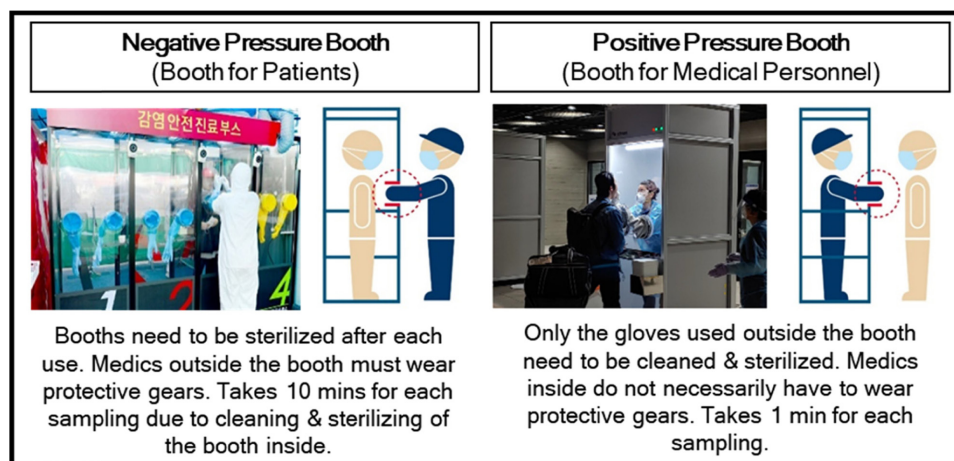 Negative Pressure Booth
(Booth for Patients)
감염안전진료부스
1
2
4
Booths need to be sterilized after each
use. Medics outside the booth must wear
protective gears. Takes 10 mins for each
sampling due to cleaning & sterilizing of
the booth inside.
Positive Pressure Booth
(Booth for Medical Personnel)
Only the gloves used outside the booth
need to be cleaned & sterilized. Medics
inside do not necessarily have to wear
protective gears. Takes 1 min for each
sampling.